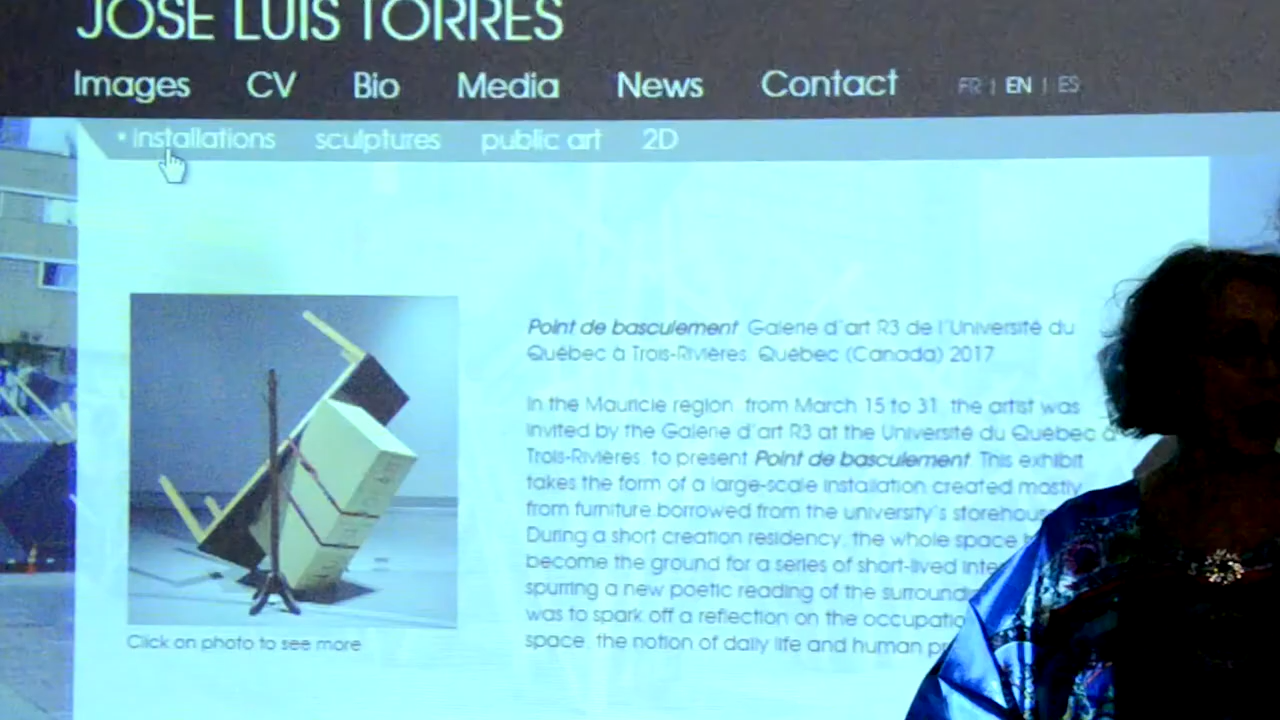 JOSE LUIS TORRES
Images CV Bio Media News Contact FR | EN | ES
• installations sculptures public art 2D
Point de basculement Galerie d'art R3 de l'Université du
Québec à Trois-Rivières Québec (Canada) 2017
In the Mauricie region, from March 15 to 31, the artist was
invited by the Galerie d'art R3 at the Université du Québec à
Trois-Rivières, to present Point de basculement. This exhibit
takes the form of a large-scale installation created mostly
from furniture borrowed from the university's
During a short creation residency, the whole space
become the ground for a series of short-lived
spurring a new poetic reading of the
was to spark off a reflection on the
space, the notion of daily life and human
Click on photo to see more